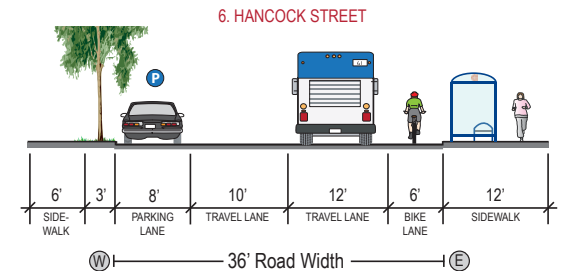 6. HANCOCK STREET
P
61
6' 3' 8' 10' 12' 6' 12'
SIDE-
WALK
PARKING
LANE
TRAVEL LANE
TRAVEL LANE
BIKE
LANE
SIDEWALK
W 36' Road Width E